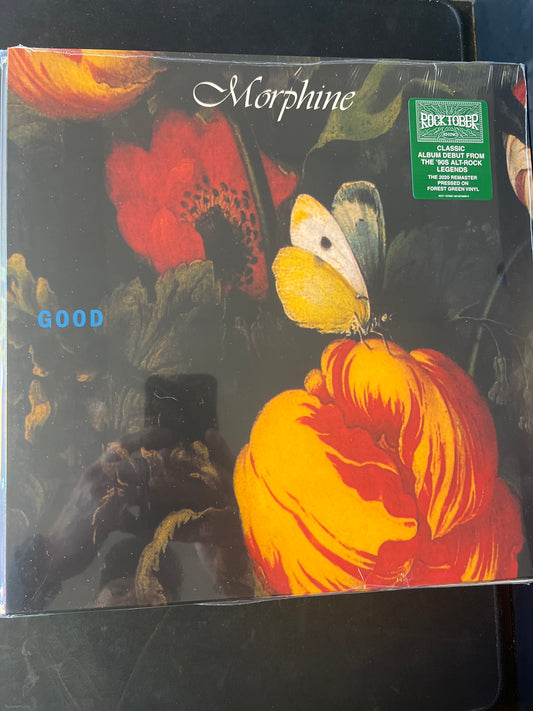 Morphine
ROCKTOBER
CLASSIC
ALBUM DEBUT FROM
THE '90S ALT-ROCK
LEGENDS
THE 2020 REMASTER
PRESSED ON
FOREST GREEN VINYL
GOOD